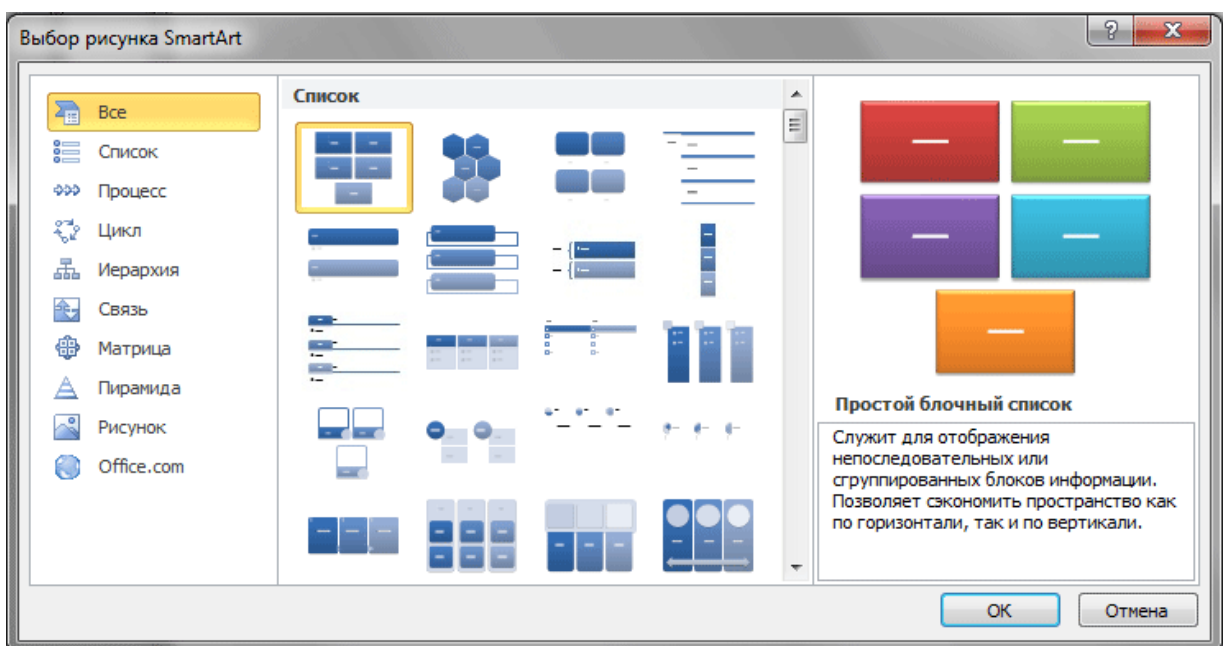 Выбор рисунка SmartArt
Все
Список
Процесс
Цикл
Иерархия
Связь
Матрица
Пирамида
Рисунок
Office.com
Список
Простой блочный список
Служит для отображения
непоследовательных или
сгруппированных блоков информации.
Позволяет сэкономить пространство как
по горизонтали, так и по вертикали.
ОК
Отмена